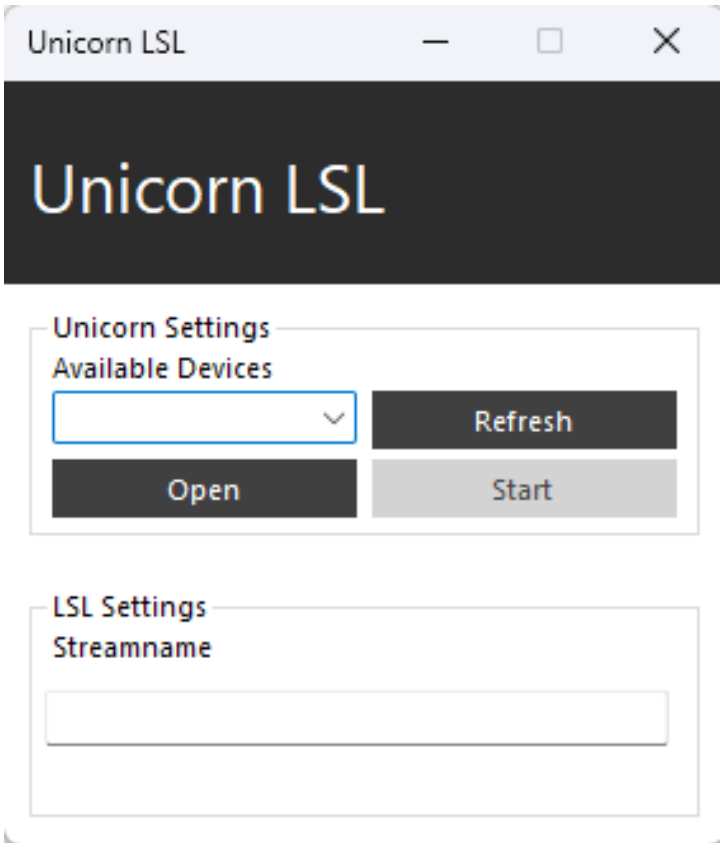 Unicorn LSL
Unicorn LSL
Unicorn Settings
Available Devices
Refresh
Open
Start
LSL Settings
Streamname